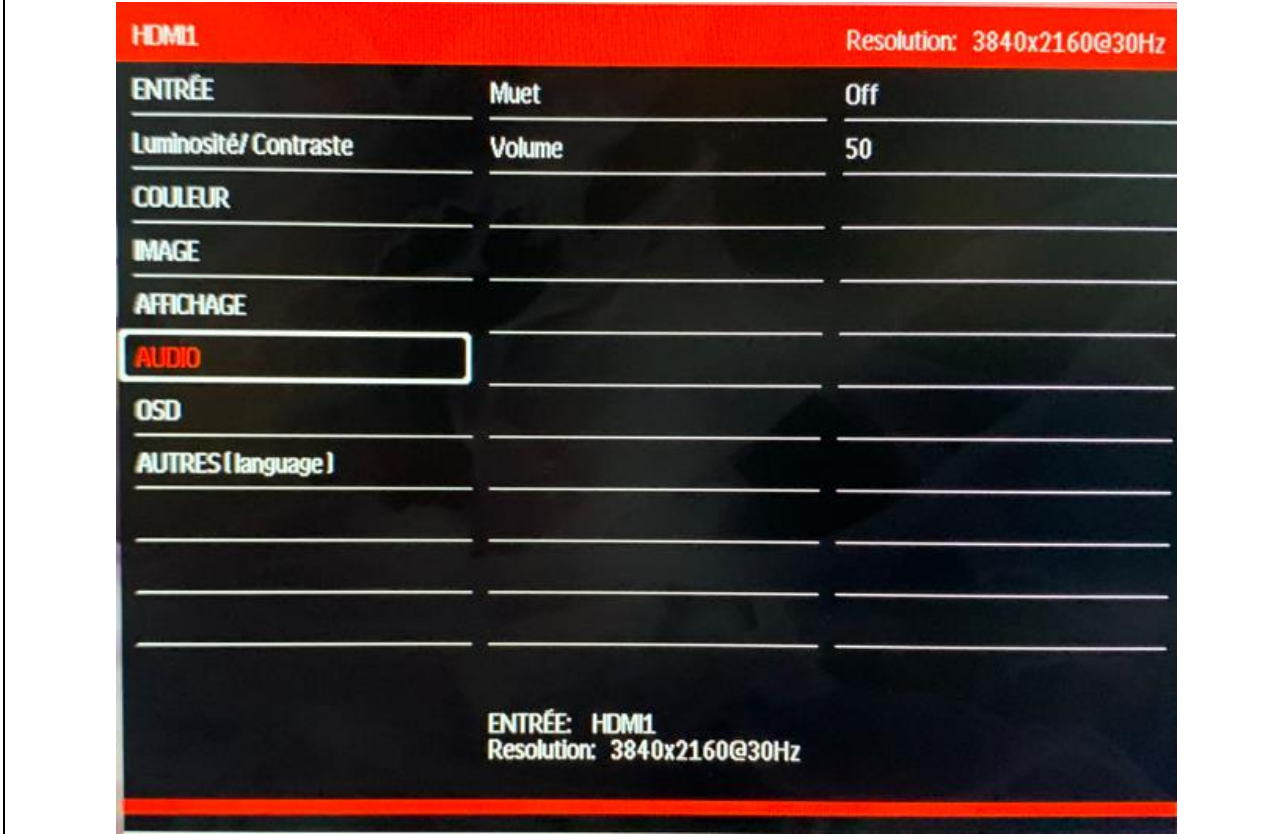 HDMI1 Resolution: 3840x2160@30Hz
ENTRÉE Muet Off
Luminosité/ Contraste Volume 50
COULEUR
IMAGE
AFFICHAGE
AUDIO
OSD
AUTRES ( language )
ENTRÉE: HDMI1
Resolution: 3840x2160@30Hz